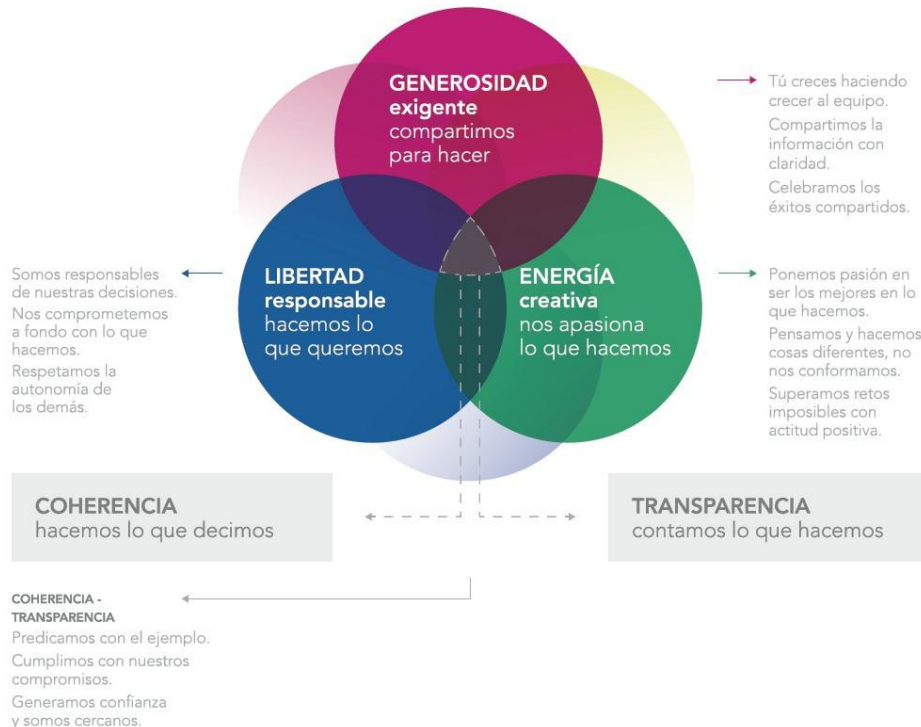 GENEROSIDAD
exigente
compartimos
para hacer
Tú creces haciendo
crecer al equipo.
Compartimos la
información con
claridad.
Celebramos los
éxitos compartidos.
Somos responsables
de nuestras decisiones.
Nos comprometemos
a fondo con lo que
hacemos.
Respetamos la
autonomía de
los demás.
LIBERTAD
responsable
hacemos lo
que queremos
ENERGÍA
creativa
nos apasiona
lo que hacemos
Ponemos pasión en
ser los mejores en lo
que hacemos.
Pensamos y hacemos
cosas diferentes, no
nos conformamos.
Superamos retos
imposibles con
actitud positiva.
COHERENCIA
hacemos lo que decimos
TRANSPARENCIA
contamos lo que hacemos
COHERENCIA -
TRANSPARENCIA
Predicamos con el ejemplo.
Cumplimos con nuestros
compromisos.
Generamos confianza
y somos cercanos.